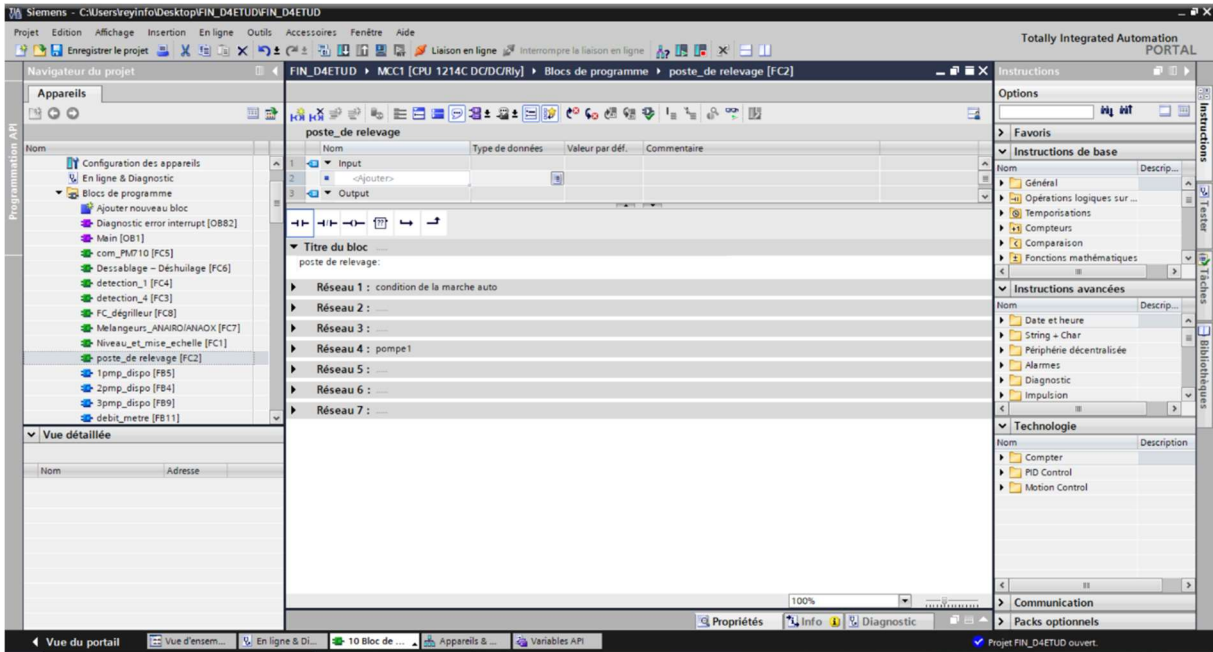 Siemens - C:\Users\reyinfo\Desktop\FIN_D4ETUD\FIN_D4ETUD
Projet Edition Affichage Insertion En ligne Outils Accessoires Fenêtre Aide
Totally Integrated Automation
PORTAL
Enregistrer le projet
Liaison en ligne
Interrompre la liaison en ligne
Navigateur du projet
FIN_D4ETUD MCC1 [CPU 1214C DC/DC/Rly] Blocs de programme poste_de relevage [FC2]
Instructions
Appareils
Options
Programmation API
Nom
Configuration des appareils
En ligne & Diagnostic
Blocs de programme
Ajouter nouveau bloc
Diagnostic error interrupt [OB82]
Main [OB1]
com_PM710 [FC5]
Dessablage – Déshuilage [FC6]
detection_1 [FC4]
detection_4 [FC3]
FC_dégrilleur [FC8]
Melangeurs_ANAIRO/ANAOX [FC7]
Niveau_et_mise_echelle [FC1]
poste_de relevage [FC2]
1pmp_dispo [FB5]
2pmp_dispo [FB4]
3pmp_dispo [FB9]
debit_metre [FB11]
Vue détaillée
Nom Adresse
poste_de relevage
Nom Type de données Valeur par déf. Commentaire
1 Input
2 <Ajouter>
3 Output
Titre du bloc
poste de relevage:
Réseau 1 : condition de la marche auto
Réseau 2 :
Réseau 3 :
Réseau 4 : pompe1
Réseau 5 :
Réseau 6 :
Réseau 7 :
100%
Propriétés Info Diagnostic
Favoris
Instructions de base
Nom Descrip...
Général
Opérations logiques sur ...
Temporisations
Compteurs
Comparaison
Fonctions mathématiques
Instructions avancées
Nom Descrip...
Date et heure
String + Char
Périphérie décentralisée
Alarmes
Diagnostic
Impulsion
Technologie
Nom Description
Compter
PID Control
Motion Control
Communication
Packs optionnels
Instructions
Tester
Tâches
Bibliothèques
Vue du portail Vue d'ensem... En ligne & Di... 10 Bloc de ... Appareils & ... Variables API
Projet FIN_D4ETUD ouvert.